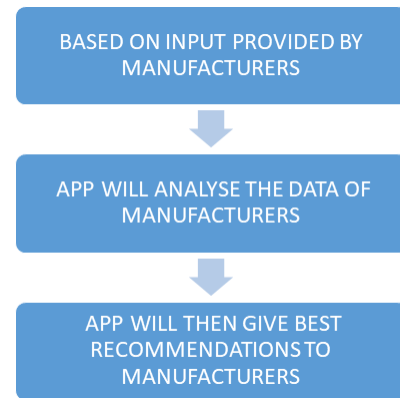 BASED ON INPUT PROVIDED BY
MANUFACTURERS
APP WILL ANALYSE THE DATA OF
MANUFACTURERS
APP WILL THEN GIVE BEST
RECOMMENDATIONS TO
MANUFACTURERS